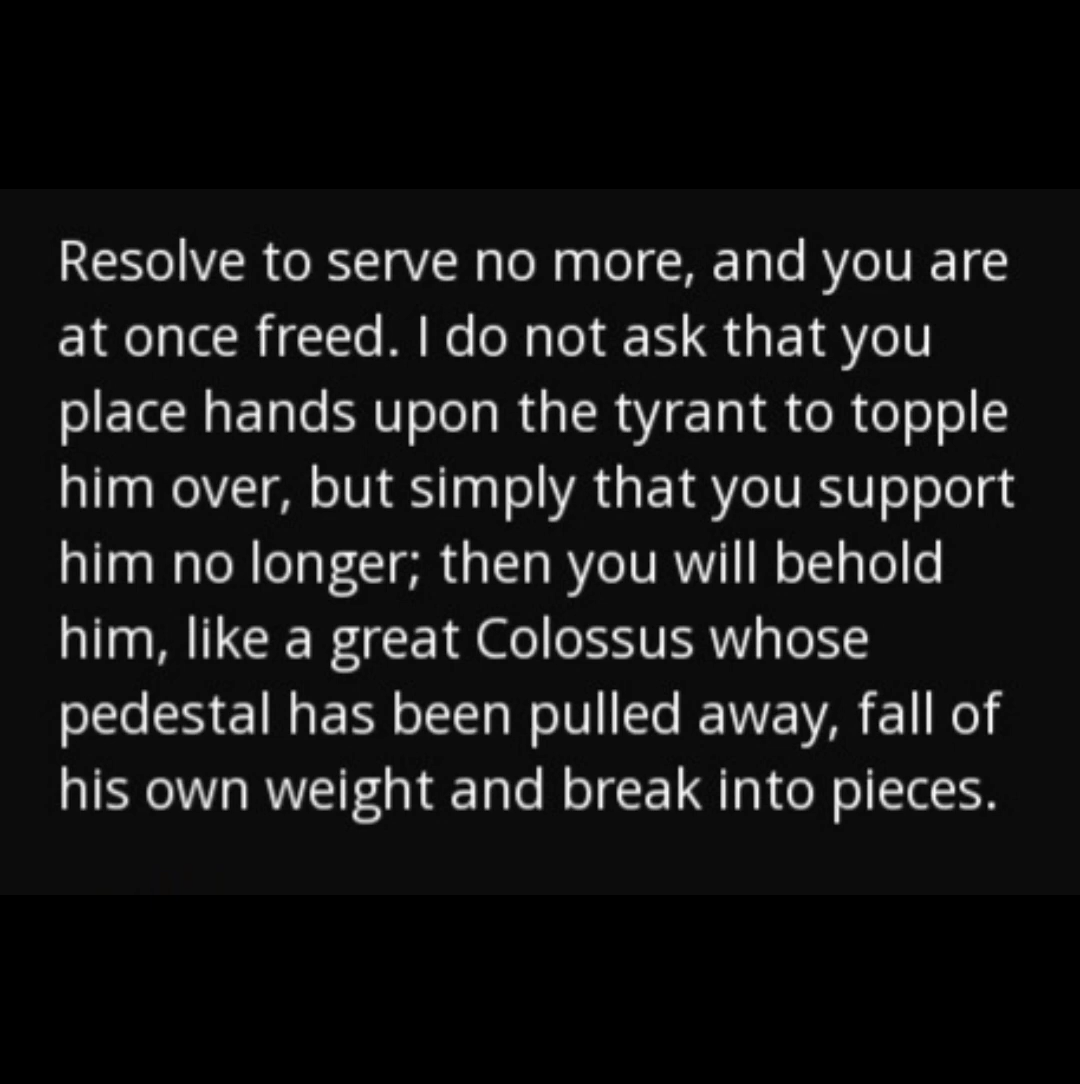 Resolve to serve no more, and you are
at once freed. I do not ask that you
place hands upon the tyrant to topple
him over, but simply that you support
him no longer; then you will behold
him, like a great Colossus whose
pedestal has been pulled away, fall of
his own weight and break into pieces.